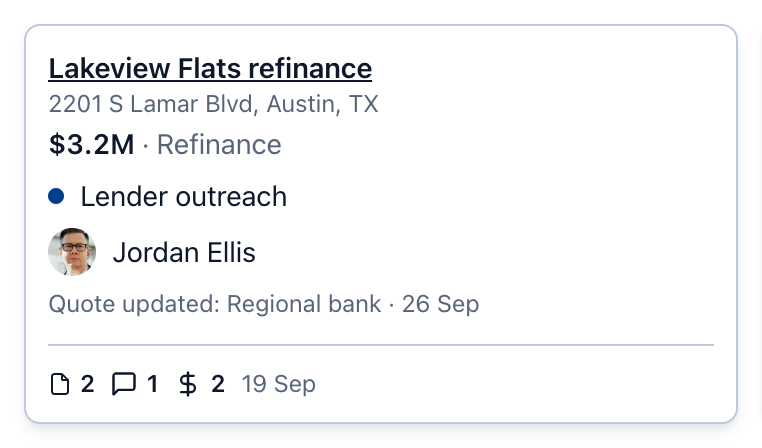 Lakeview Flats refinance
2201 S Lamar Blvd, Austin, TX
$3.2M · Refinance
Lender outreach
Jordan Ellis
Quote updated: Regional bank · 26 Sep
2 1 $ 2 19 Sep